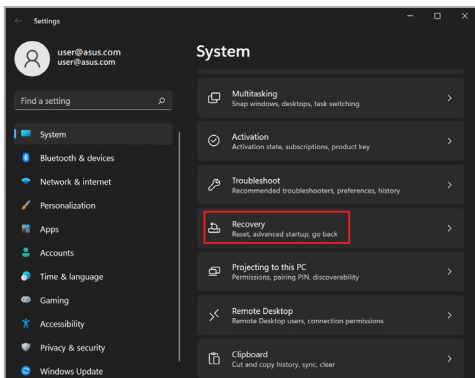 Settings
user@asus.com
user@asus.com
Find a setting
System
Bluetooth & devices
Network & internet
Personalization
Apps
Accounts
Time & language
Gaming
Accessibility
Privacy & security
Windows Update
System
Multitasking
Snap windows, desktops, task switching
Activation
Activation state, subscriptions, product key
Troubleshoot
Recommended troubleshooters, preferences, history
Recovery
Reset, advanced startup, go back
Projecting to this PC
Permissions, pairing PIN, discoverability
Remote Desktop
Remote Desktop users, connection permissions
Clipboard
Cut and copy history, sync, clear